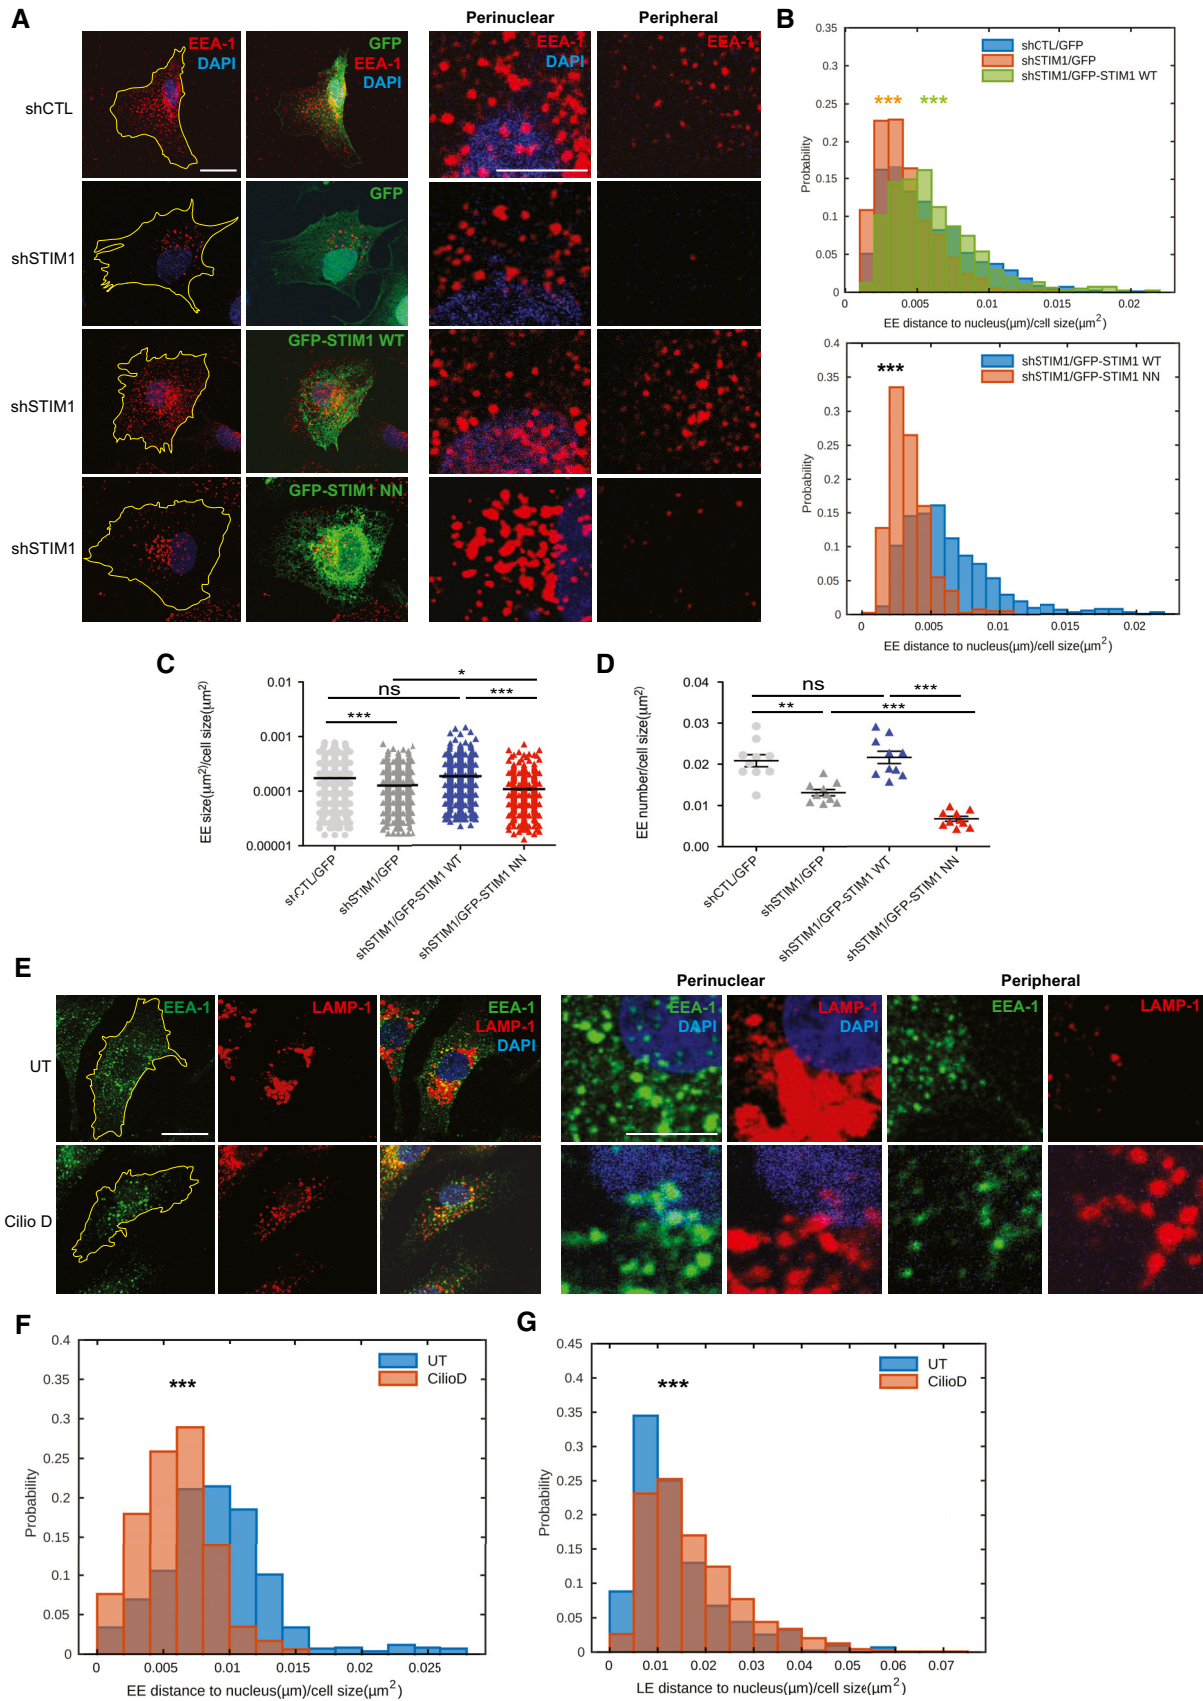 A
Perinuclear
Peripheral
shCTL
EEA-1
DAPI
GFP
EEA-1
DAPI
EEA-1
DAPI
EEA-1
shSTIM1
GFP
shSTIM1
GFP-STIM1 WT
shSTIM1
GFP-STIM1 NN
B
0.35
0.3
0.25
0.2
0.15
0.1
0.05
0
Probability
shCTL/GFP
shSTIM1/GFP
shSTIM1/GFP-STIM1 WT
*** ***
0 0.005 0.01 0.015 0.02
EE distance to nucleus(µm)/cell size(µm²)
0.4
0.35
0.3
0.25
0.2
0.15
0.1
0.05
0
Probability
shSTIM1/GFP-STIM1 WT
shSTIM1/GFP-STIM1 NN
***
0 0.005 0.01 0.015 0.02
EE distance to nucleus(µm)/cell size(µm²)
C
EE size(µm²)/cell size(µm²)
0.01
0.001
0.0001
0.00001
*
ns ***
***
shCTL/GFP
shSTIM1/GFP
shSTIM1/GFP-STIM1 WT
shSTIM1/GFP-STIM1 NN
D
EE number/cell size(µm²)
0.04
0.03
0.02
0.01
0.00
ns ***
** ***
shCTL/GFP
shSTIM1/GFP
shSTIM1/GFP-STIM1 WT
shSTIM1/GFP-STIM1 NN
E
Perinuclear
Peripheral
UT
EEA-1
LAMP-1
EEA-1
LAMP-1
DAPI
EEA-1
DAPI
LAMP-1
DAPI
EEA-1
LAMP-1
Cilio D
F
0.4
0.35
0.3
0.25
0.2
0.15
0.1
0.05
0
Probability
UT
CilioD
***
0 0.005 0.01 0.015 0.02 0.025
EE distance to nucleus(µm)/cell size(µm²)
G
0.45
0.4
0.35
0.3
0.25
0.2
0.15
0.1
0.05
0
Probability
UT
CilioD
***
0 0.01 0.02 0.03 0.04 0.05 0.06 0.07
LE distance to nucleus(µm)/cell size(µm²)